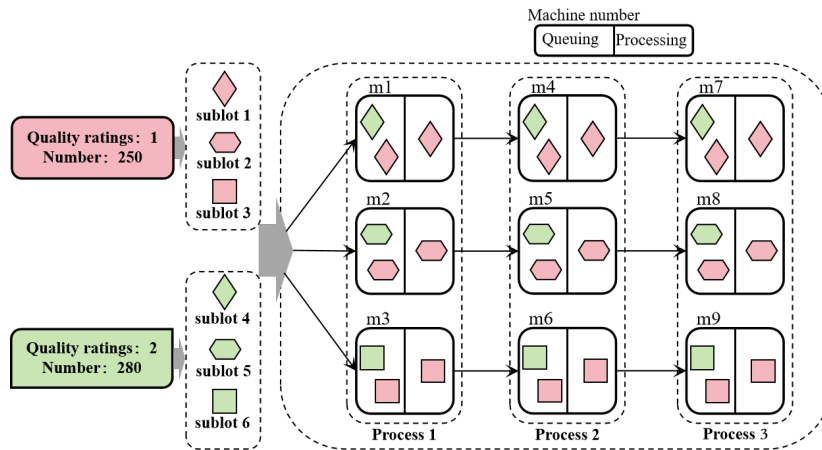 Machine number
Queuing Processing
m1 m4 m7
sublot 1
Quality ratings: 1
Number: 250
sublot 2
sublot 3
m2 m5 m8
sublot 4
Quality ratings: 2
Number: 280
sublot 5
sublot 6
m3 m6 m9
Process 1 Process 2 Process 3